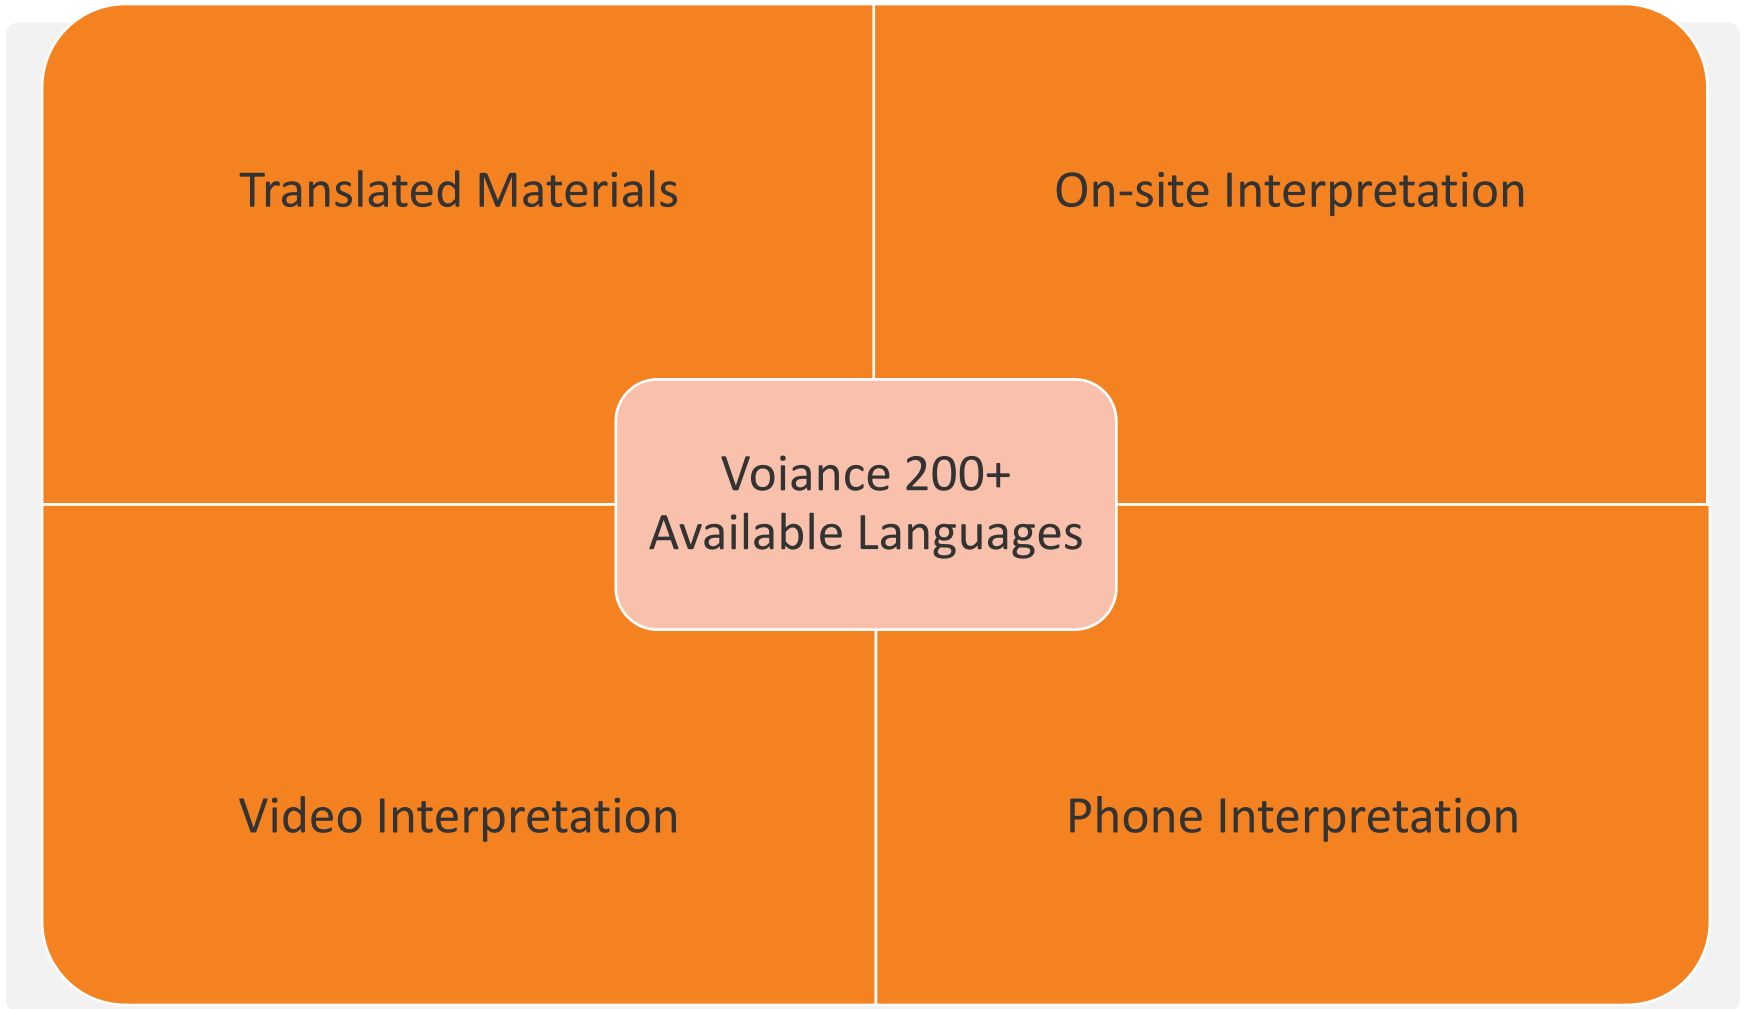 Translated Materials
On-site Interpretation
Voiance 200+
Available Languages
Video Interpretation
Phone Interpretation